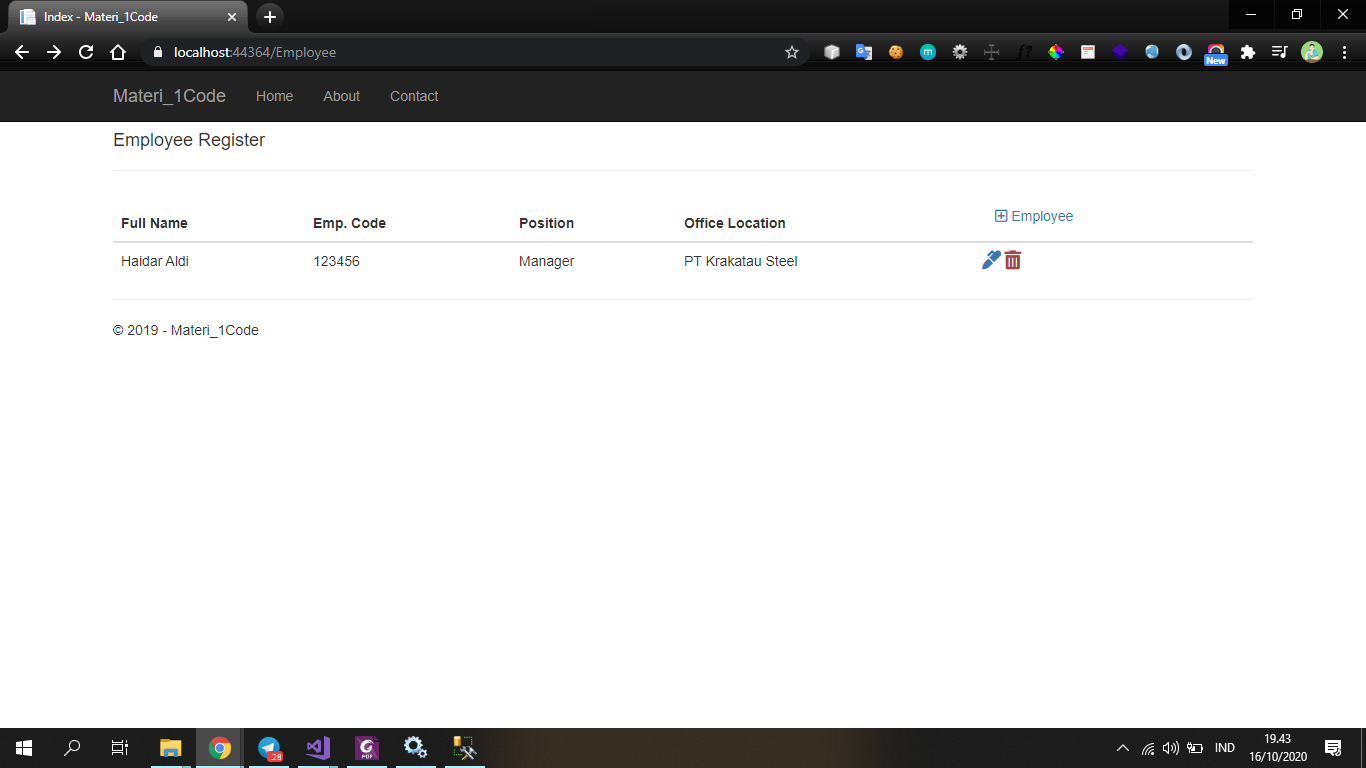 Index - Materi_1Code
localhost:44364/Employee
m
f?
New
Materi_1Code Home About Contact
Employee Register
Full Name Emp. Code Position Office Location Employee
Haidar Aldi 123456 Manager PT Krakatau Steel
© 2019 - Materi_1Code
28
PDF
IND
19.43
16/10/2020